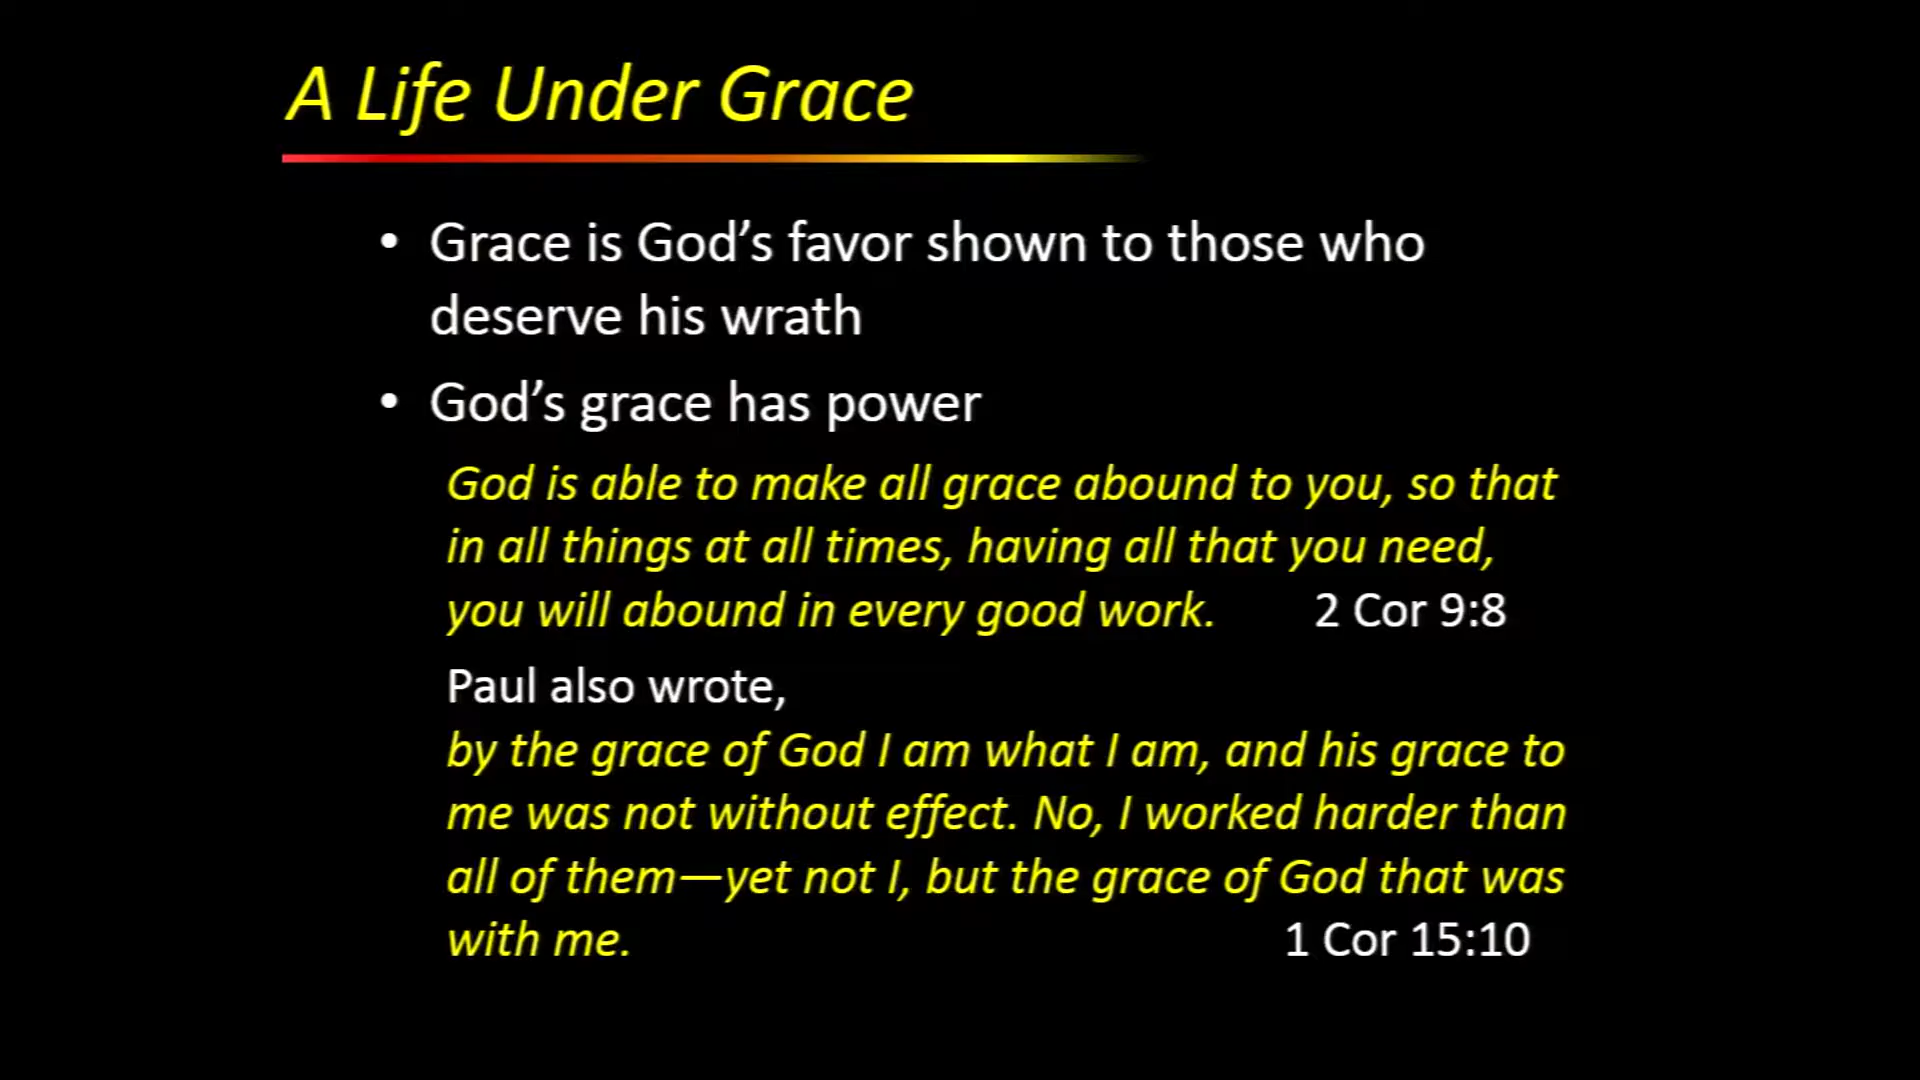 A Life Under Grace
• Grace is God’s favor shown to those who
deserve his wrath
• God’s grace has power
God is able to make all grace abound to you, so that
in all things at all times, having all that you need,
you will abound in every good work. 2 Cor 9:8
Paul also wrote,
by the grace of God I am what I am, and his grace to
me was not without effect. No, I worked harder than
all of them—yet not I, but the grace of God that was
with me. 1 Cor 15:10